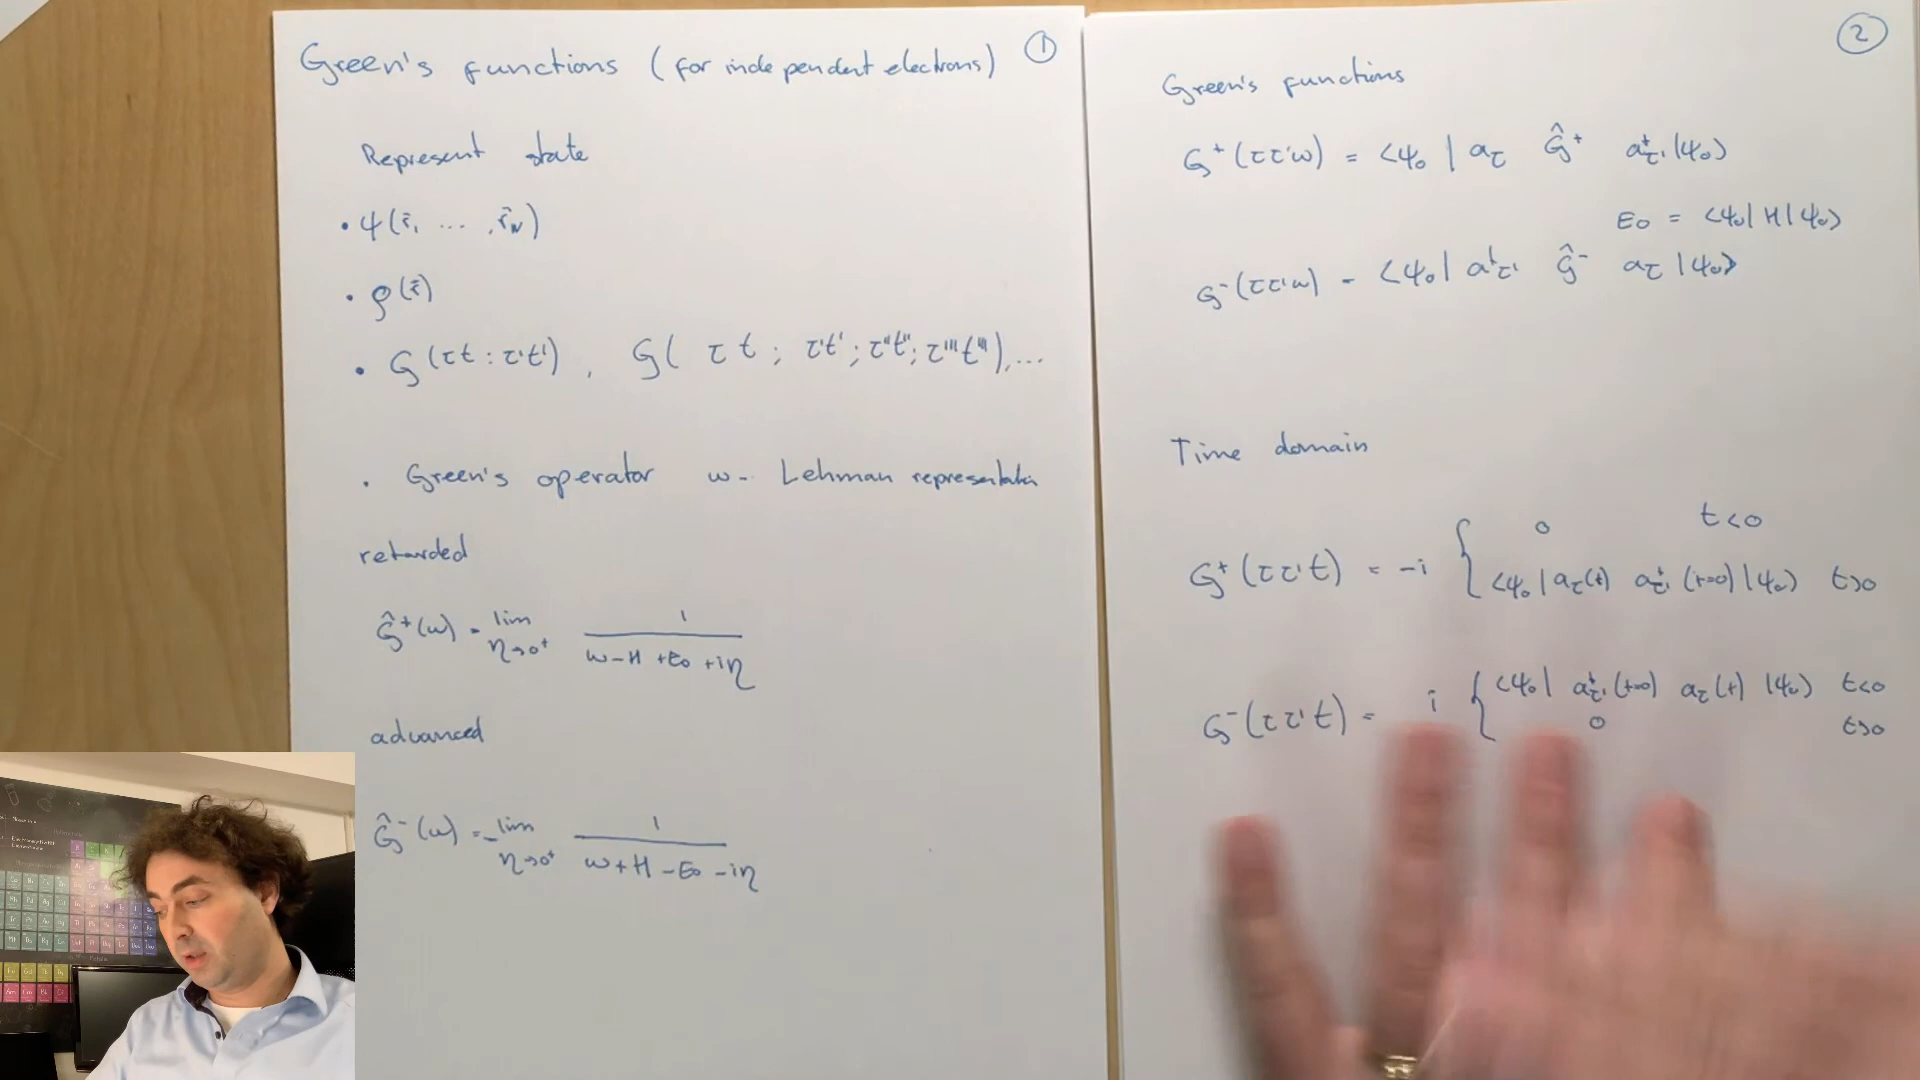 Green's functions (for independent electrons) ①
Represent state
• ψ(r̄, ... , r̄_N)
• ρ(r̄)
• G(τt : τ't') , G( τ t ; τ't' ; τ''t'' ; τ'''t''' ), ...
• Green's operator ω - Lehman representation
retarded
Ĝ⁺(ω) = lim η→0⁺ 1 / (ω - H + E₀ + iη)
advanced
Ĝ⁻(ω) = - lim η→0⁺ 1 / (ω + H - E₀ - iη)
②
Green's functions
G⁺(ττ'ω) = <ψ₀ | a_τ Ĝ⁺ a†_τ' |ψ₀>
E₀ = <ψ₀| H |ψ₀>
G⁻(ττ'ω) = <ψ₀| a†_τ' Ĝ⁻ a_τ |ψ₀>
Time domain
G⁺(ττ't) = -i { 0 t<0
<ψ₀| a_τ(t) a†_τ' (t=0) |ψ₀> t>0
G⁻(ττ't) = i { <ψ₀| a†_τ' (t=0) a_τ(t) |ψ₀> t<0
0 t>0